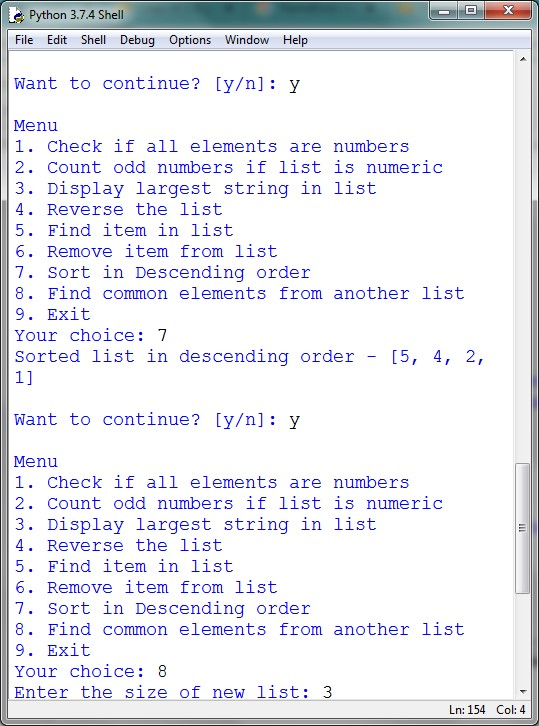 Python 3.7.4 Shell
File Edit Shell Debug Options Window Help
Want to continue? [y/n]: y
Menu
1. Check if all elements are numbers
2. Count odd numbers if list is numeric
3. Display largest string in list
4. Reverse the list
5. Find item in list
6. Remove item from list
7. Sort in Descending order
8. Find common elements from another list
9. Exit
Your choice: 7
Sorted list in descending order - [5, 4, 2,
1]
Want to continue? [y/n]: y
Menu
1. Check if all elements are numbers
2. Count odd numbers if list is numeric
3. Display largest string in list
4. Reverse the list
5. Find item in list
6. Remove item from list
7. Sort in Descending order
8. Find common elements from another list
9. Exit
Your choice: 8
Enter the size of new list: 3
Ln: 154 Col: 4